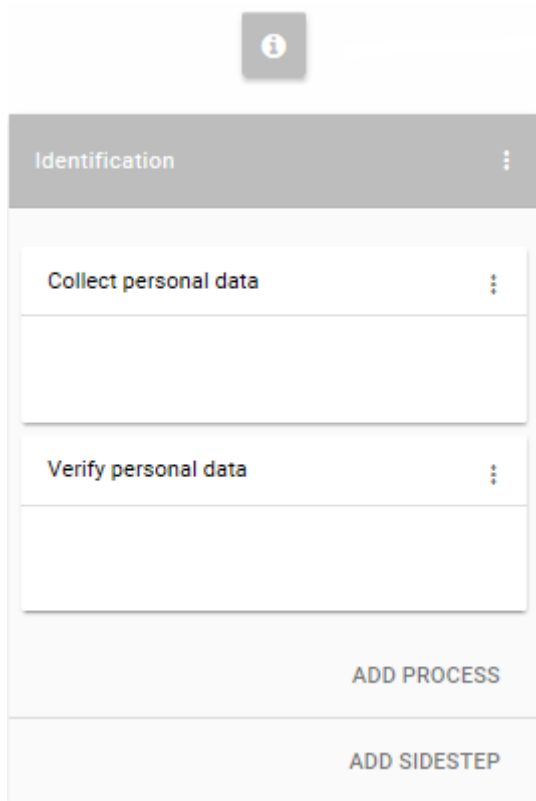 Identification
Collect personal data
Verify personal data
ADD PROCESS
ADD SIDESTEP